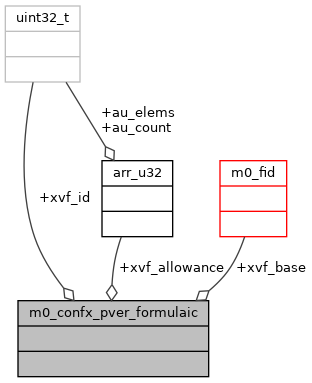 uint32_t
+au_elems
+au_count
arr_u32
m0_fid
+xvf_id
+xvf_allowance
+xvf_base
m0_confx_pver_formulaic